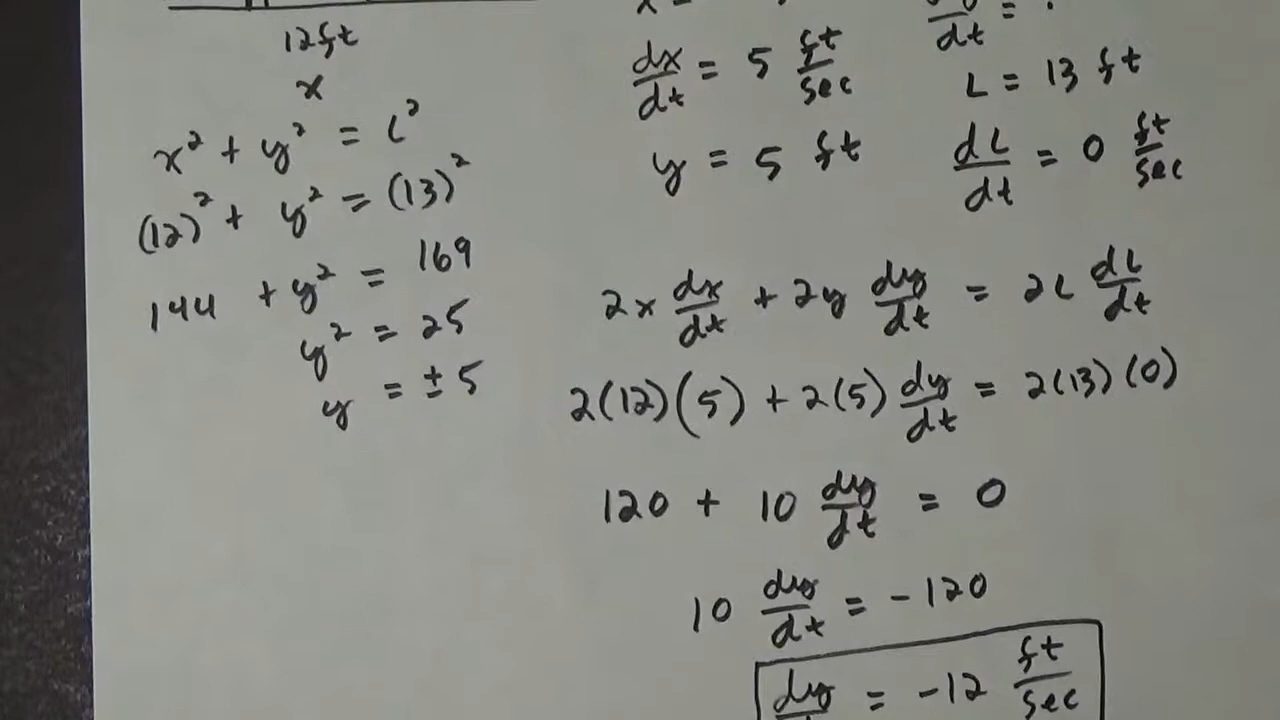 12ft
x
x² + y² = L²
(12)² + y² = (13)²
144 + y² = 169
y² = 25
y = ± 5
x =
dx/dt = 5 ft/sec
y = 5 ft
dy/dt = ?
L = 13 ft
dL/dt = 0 ft/sec
2x dx/dt + 2y dy/dt = 2L dL/dt
2(12)(5) + 2(5) dy/dt = 2(13)(0)
120 + 10 dy/dt = 0
10 dy/dt = -120
dy/dt = -12 ft/sec